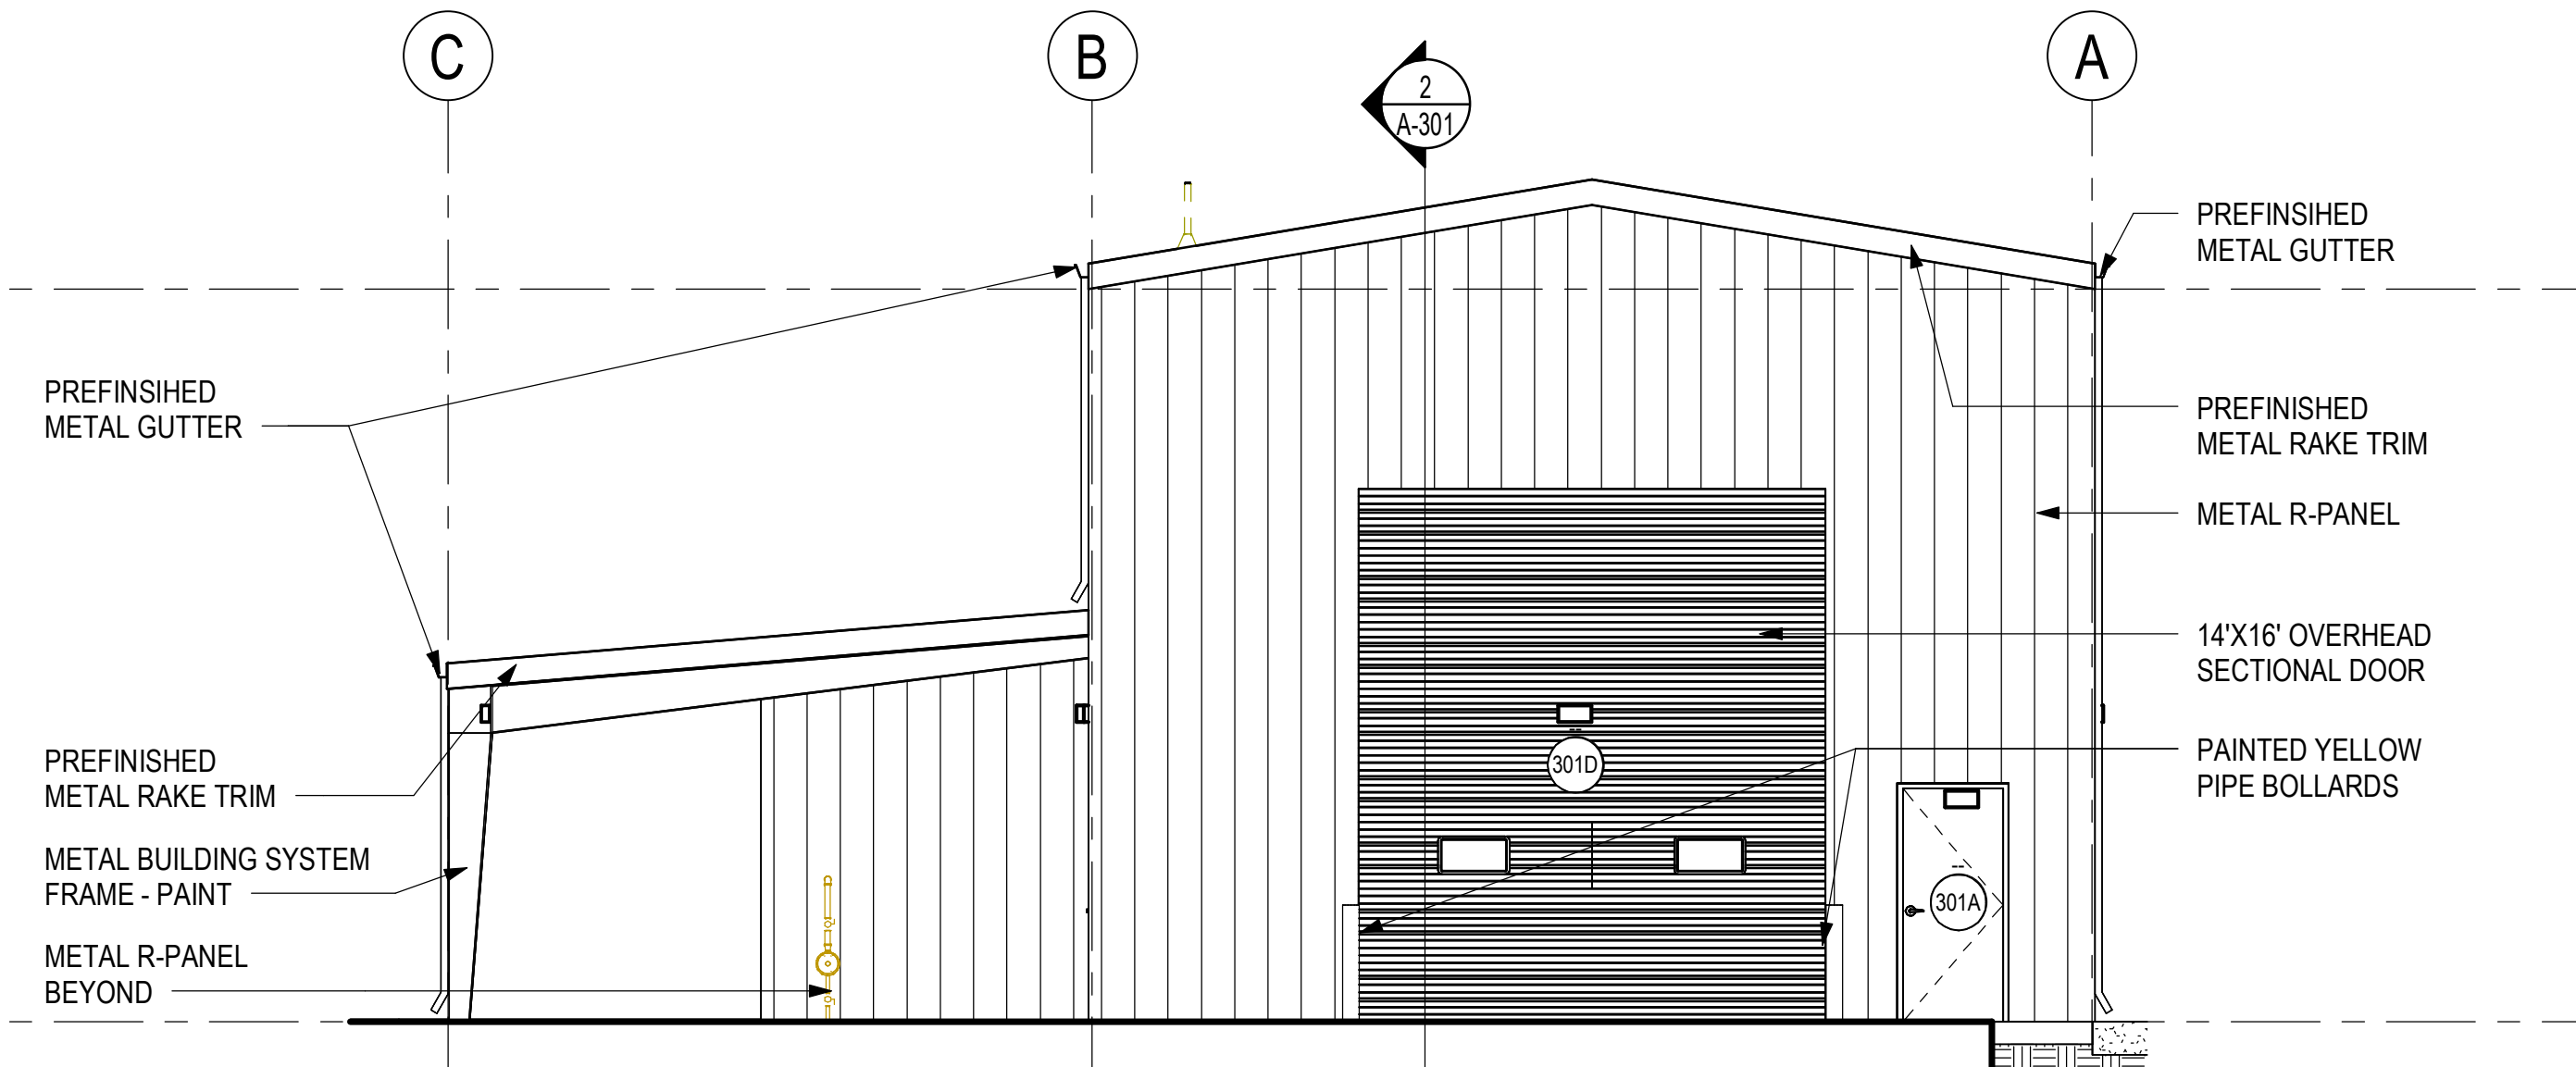 C
B
A
2
A-301
PREFINSIHED
METAL GUTTER
PREFINSIHED
METAL GUTTER
PREFINISHED
METAL RAKE TRIM
METAL R-PANEL
14'X16' OVERHEAD
SECTIONAL DOOR
PREFINISHED
METAL RAKE TRIM
PAINTED YELLOW
PIPE BOLLARDS
--
301D
METAL BUILDING SYSTEM
FRAME - PAINT
--
301A
METAL R-PANEL
BEYOND